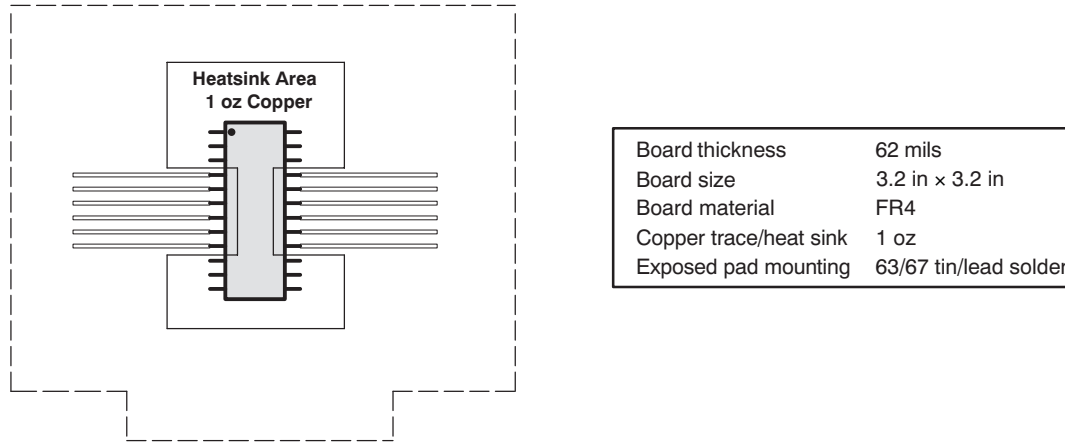 Heatsink Area
1 oz Copper
Board thickness 62 mils
Board size 3.2 in × 3.2 in
Board material FR4
Copper trace/heat sink 1 oz
Exposed pad mounting 63/67 tin/lead solder